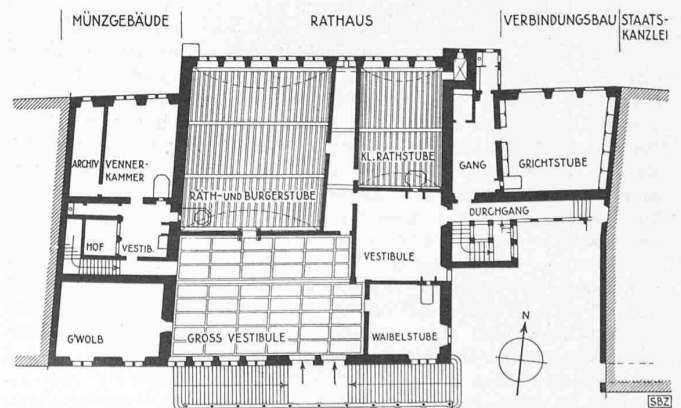 MÜNZGEBÄUDE
RATHAUS
VERBINDUNGSBAU
STAATS-
KANZLEI
ARCHIV
VENNER-
KAMMER
RÄTH- UND BURGERSTUBE
KL. RATHSTUBE
GANG
GRICHTSTUBE
DURCHGANG
HOF
VESTIB.
VESTIBULE
G'WÖLB
GROSS VESTIBULE
WAIBELSTUBE
N
SBZ